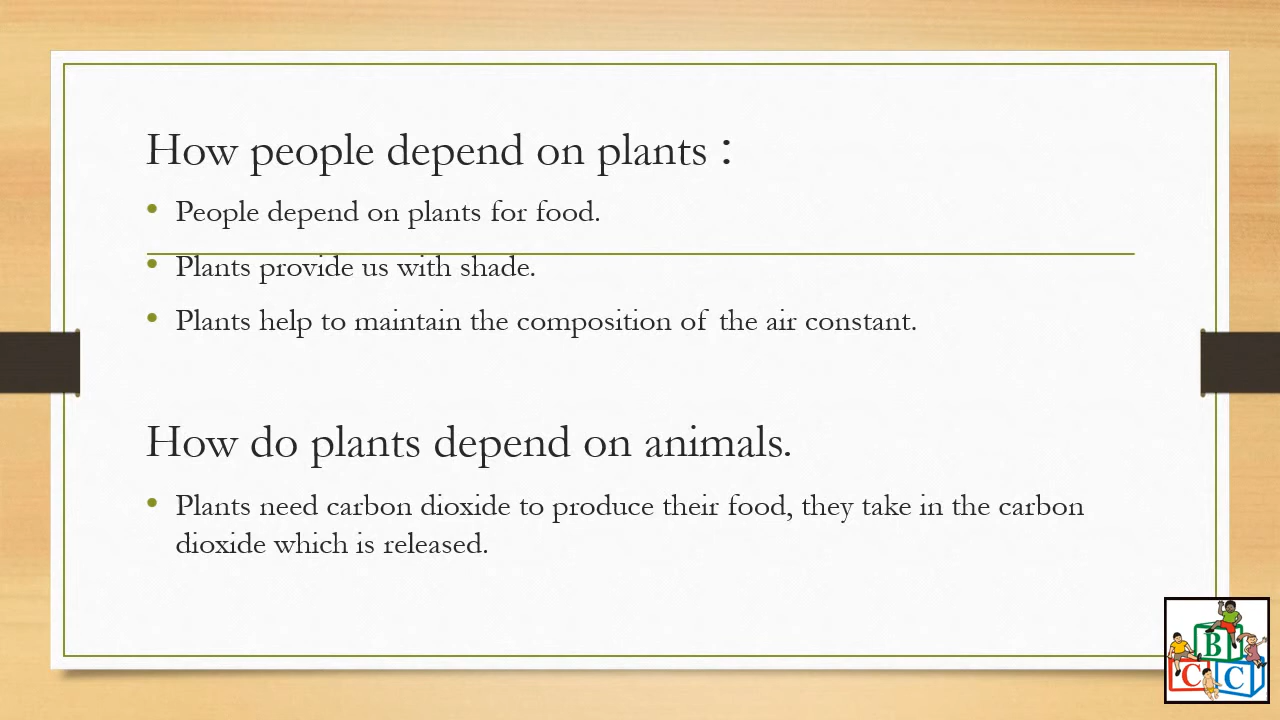 How people depend on plants :
• People depend on plants for food.
• Plants provide us with shade.
• Plants help to maintain the composition of the air constant.
How do plants depend on animals.
• Plants need carbon dioxide to produce their food, they take in the carbon
dioxide which is released.
B
C C